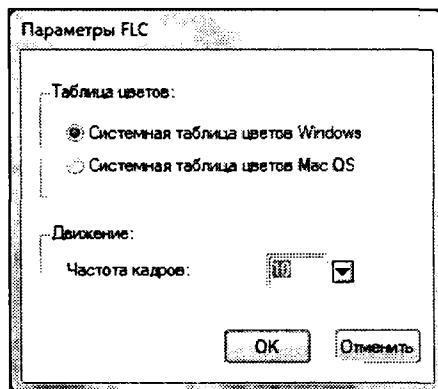 Параметры FLC
Таблица цветов:
Системная таблица цветов Windows
Системная таблица цветов Mac OS
Движение:
Частота кадров:
OK
Отменить